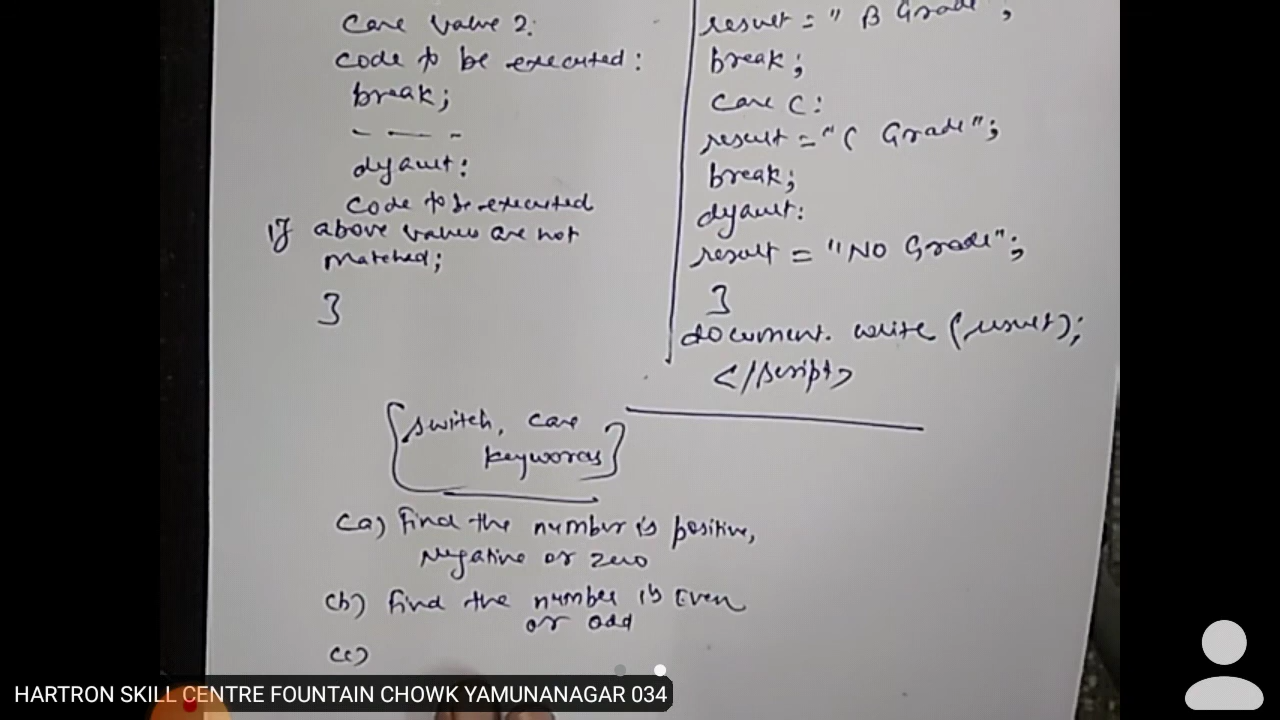 case value 2:
code to be executed:
break;
- — -
default:
code to be executed
if above values are not
matched;
}
result = " B Grade";
break;
case C:
result = "C Grade";
break;
default:
result = "NO Grade";
}
document. write (result);
</script>
switch, case
keywords
(a) Find the number is positive,
Negative or zero
(b) Find the number is Even
or odd
(c)
HARTRON SKILL CENTRE FOUNTAIN CHOWK YAMUNANAGAR 034